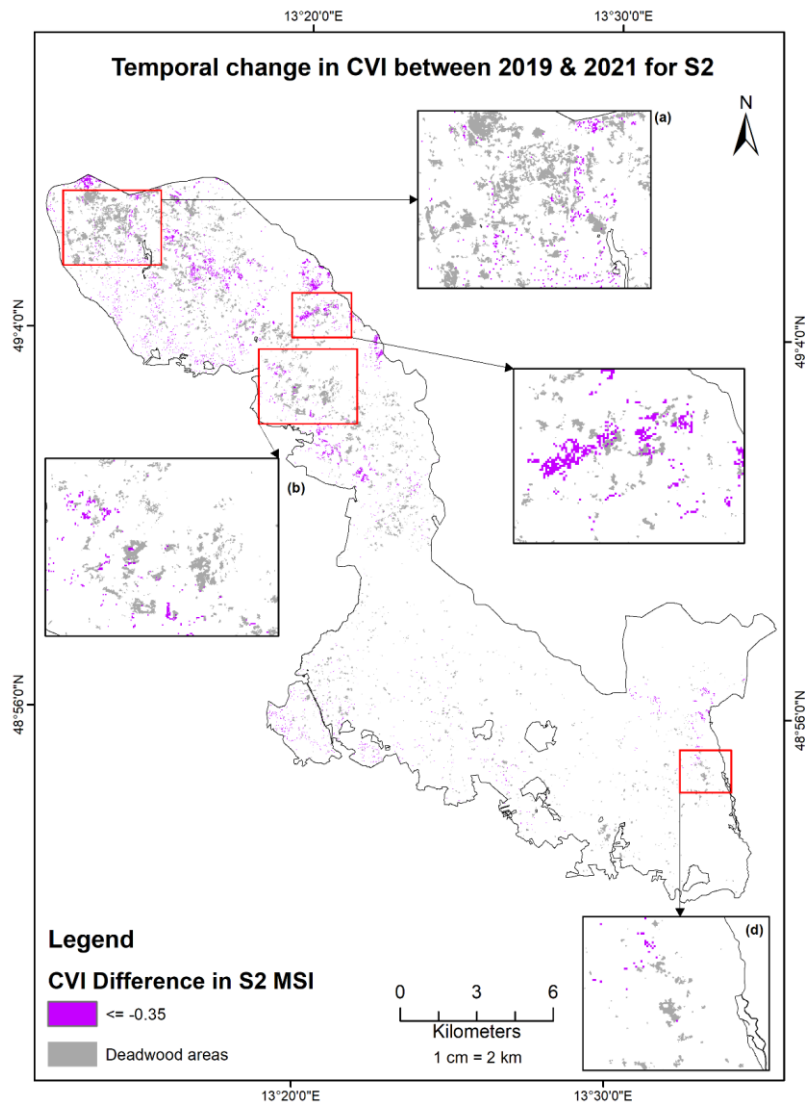 13°20'0"E 13°30'0"E
Temporal change in CVI between 2019 & 2021 for S2
(a)
N
49°4'0"N 49°4'0"N
(b)
48°56'0"N 48°56'0"N
(d)
Legend
CVI Difference in S2 MSI
<= -0.35
Deadwood areas
0 3 6
Kilometers
1 cm = 2 km
13°20'0"E 13°30'0"E